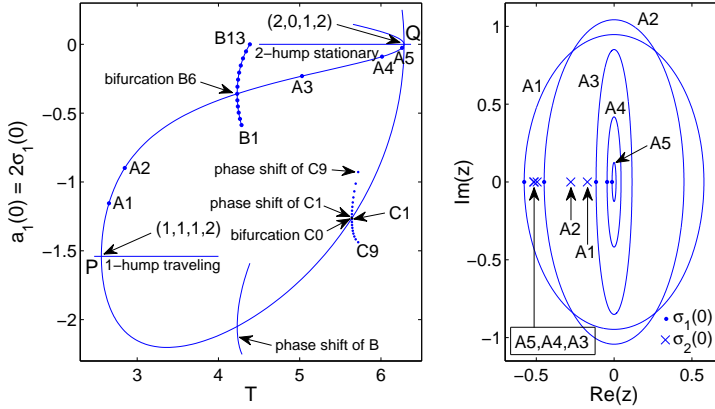 (2,0,1,2)
Q
B13
0
2-hump stationary
A5
A4
A3
bifurcation B6
−0.5
B1
A2
phase shift of C9
−1
A1
phase shift of C1
C1
(1,1,1,2)
bifurcation C0
C9
−1.5
P
1-hump traveling
−2
phase shift of B
a1(0) = 2σ1(0)
3
4
5
6
T
1
A2
A1
A3
A4
0.5
A5
0
A2
A1
−0.5
σ1(0)
σ2(0)
A5,A4,A3
−1
Im(z)
−0.5
0
0.5
Re(z)